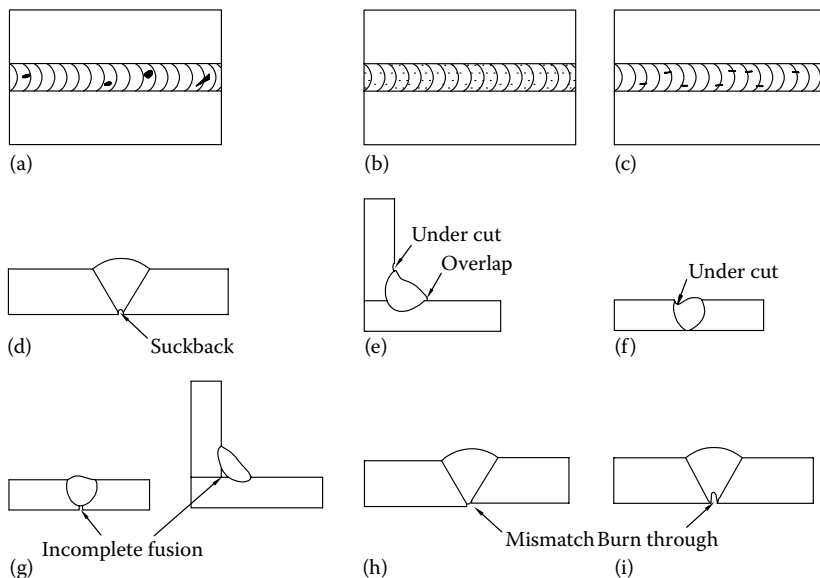 (a)
(b)
(c)
Under cut
Overlap
Under cut
Suckback
(d)
(e)
(f)
Incomplete fusion
Mismatch
Burn through
(g)
(h)
(i)